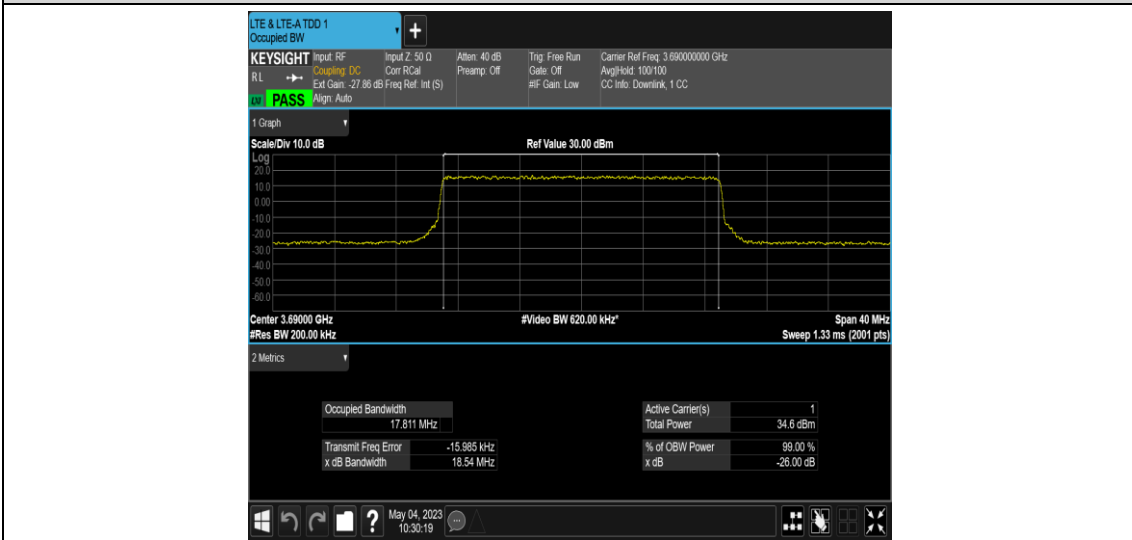 LTE & LTE-A TDD 1
Occupied BW
KEYSIGHT
R L
LXI
PASS
Input: RF
Coupling: DC
Ext Gain: -27.86 dB
Align: Auto
Input Z: 50 Ω
Corr RCal
Freq Ref: Int (S)
Atten: 40 dB
Preamp: Off
Trig: Free Run
Gate: Off
#IF Gain: Low
Carrier Ref Freq: 3.690000000 GHz
Avg|Hold: 100/100
CC Info: Downlink, 1 CC
1 Graph
Scale/Div 10.0 dB
Ref Value 30.00 dBm
Log
20.0
10.0
0.00
-10.0
-20.0
-30.0
-40.0
-50.0
-60.0
Center 3.69000 GHz
#Video BW 620.00 kHz*
Span 40 MHz
#Res BW 200.00 kHz
Sweep 1.33 ms (2001 pts)
2 Metrics
Occupied Bandwidth
17.811 MHz
Transmit Freq Error -15.985 kHz
x dB Bandwidth 18.54 MHz
Active Carrier(s) 1
Total Power 34.6 dBm
% of OBW Power 99.00 %
x dB -26.00 dB
?
May 04, 2023
10:30:19